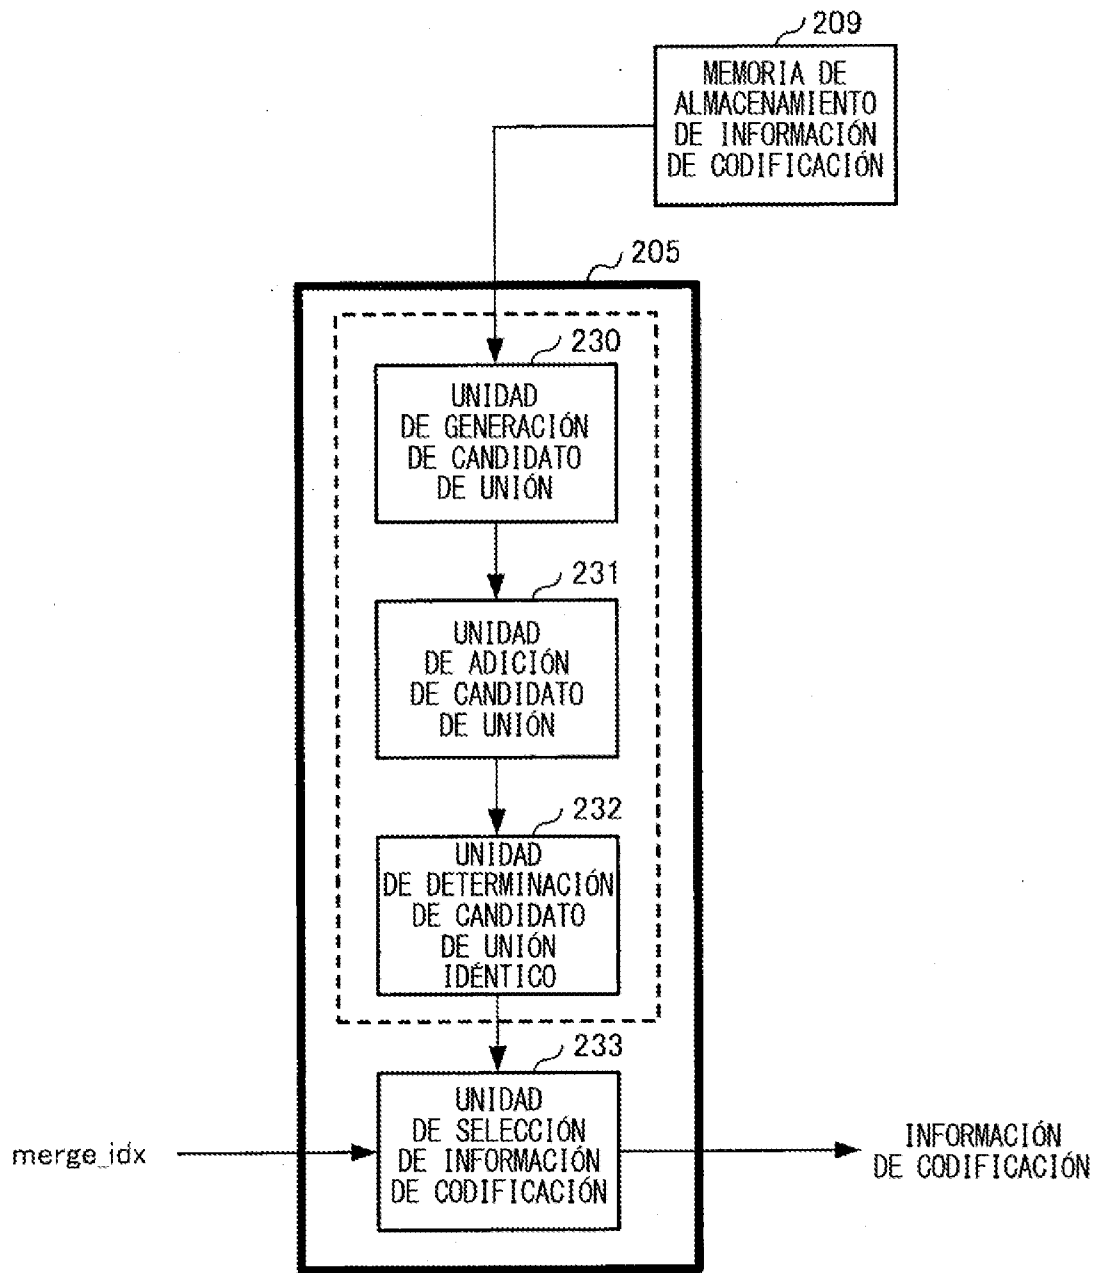 209
MEMORIA DE
ALMACENAMIENTO
DE INFORMACIÓN
DE CODIFICACIÓN
205
230
UNIDAD
DE GENERACIÓN
DE CANDIDATO
DE UNIÓN
231
UNIDAD
DE ADICIÓN
DE CANDIDATO
DE UNIÓN
232
UNIDAD
DE DETERMINACIÓN
DE CANDIDATO
DE UNIÓN
IDÉNTICO
233
UNIDAD
DE SELECCIÓN
DE INFORMACIÓN
DE CODIFICACIÓN
merge_idx
INFORMACIÓN
DE CODIFICACIÓN